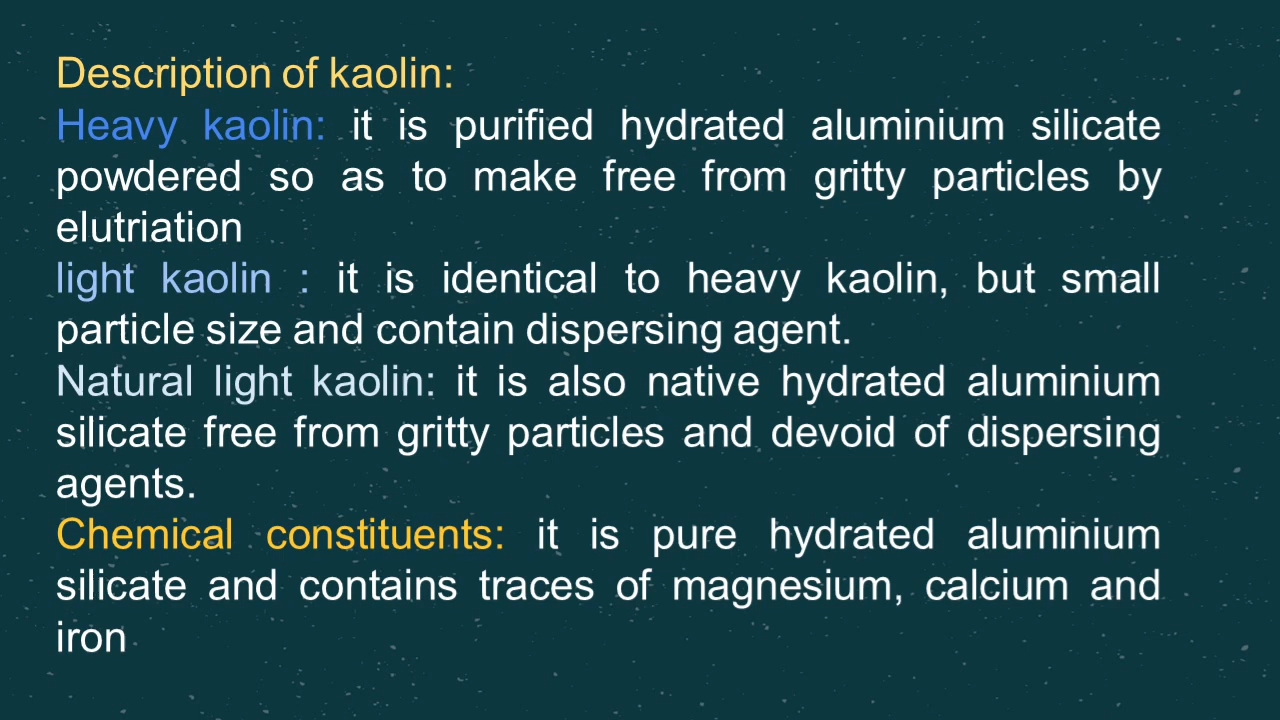 Description of kaolin:
Heavy kaolin: it is purified hydrated aluminium silicate
powdered so as to make free from gritty particles by
elutriation
light kaolin : it is identical to heavy kaolin, but small
particle size and contain dispersing agent.
Natural light kaolin: it is also native hydrated aluminium
silicate free from gritty particles and devoid of dispersing
agents.
Chemical constituents: it is pure hydrated aluminium
silicate and contains traces of magnesium, calcium and
iron